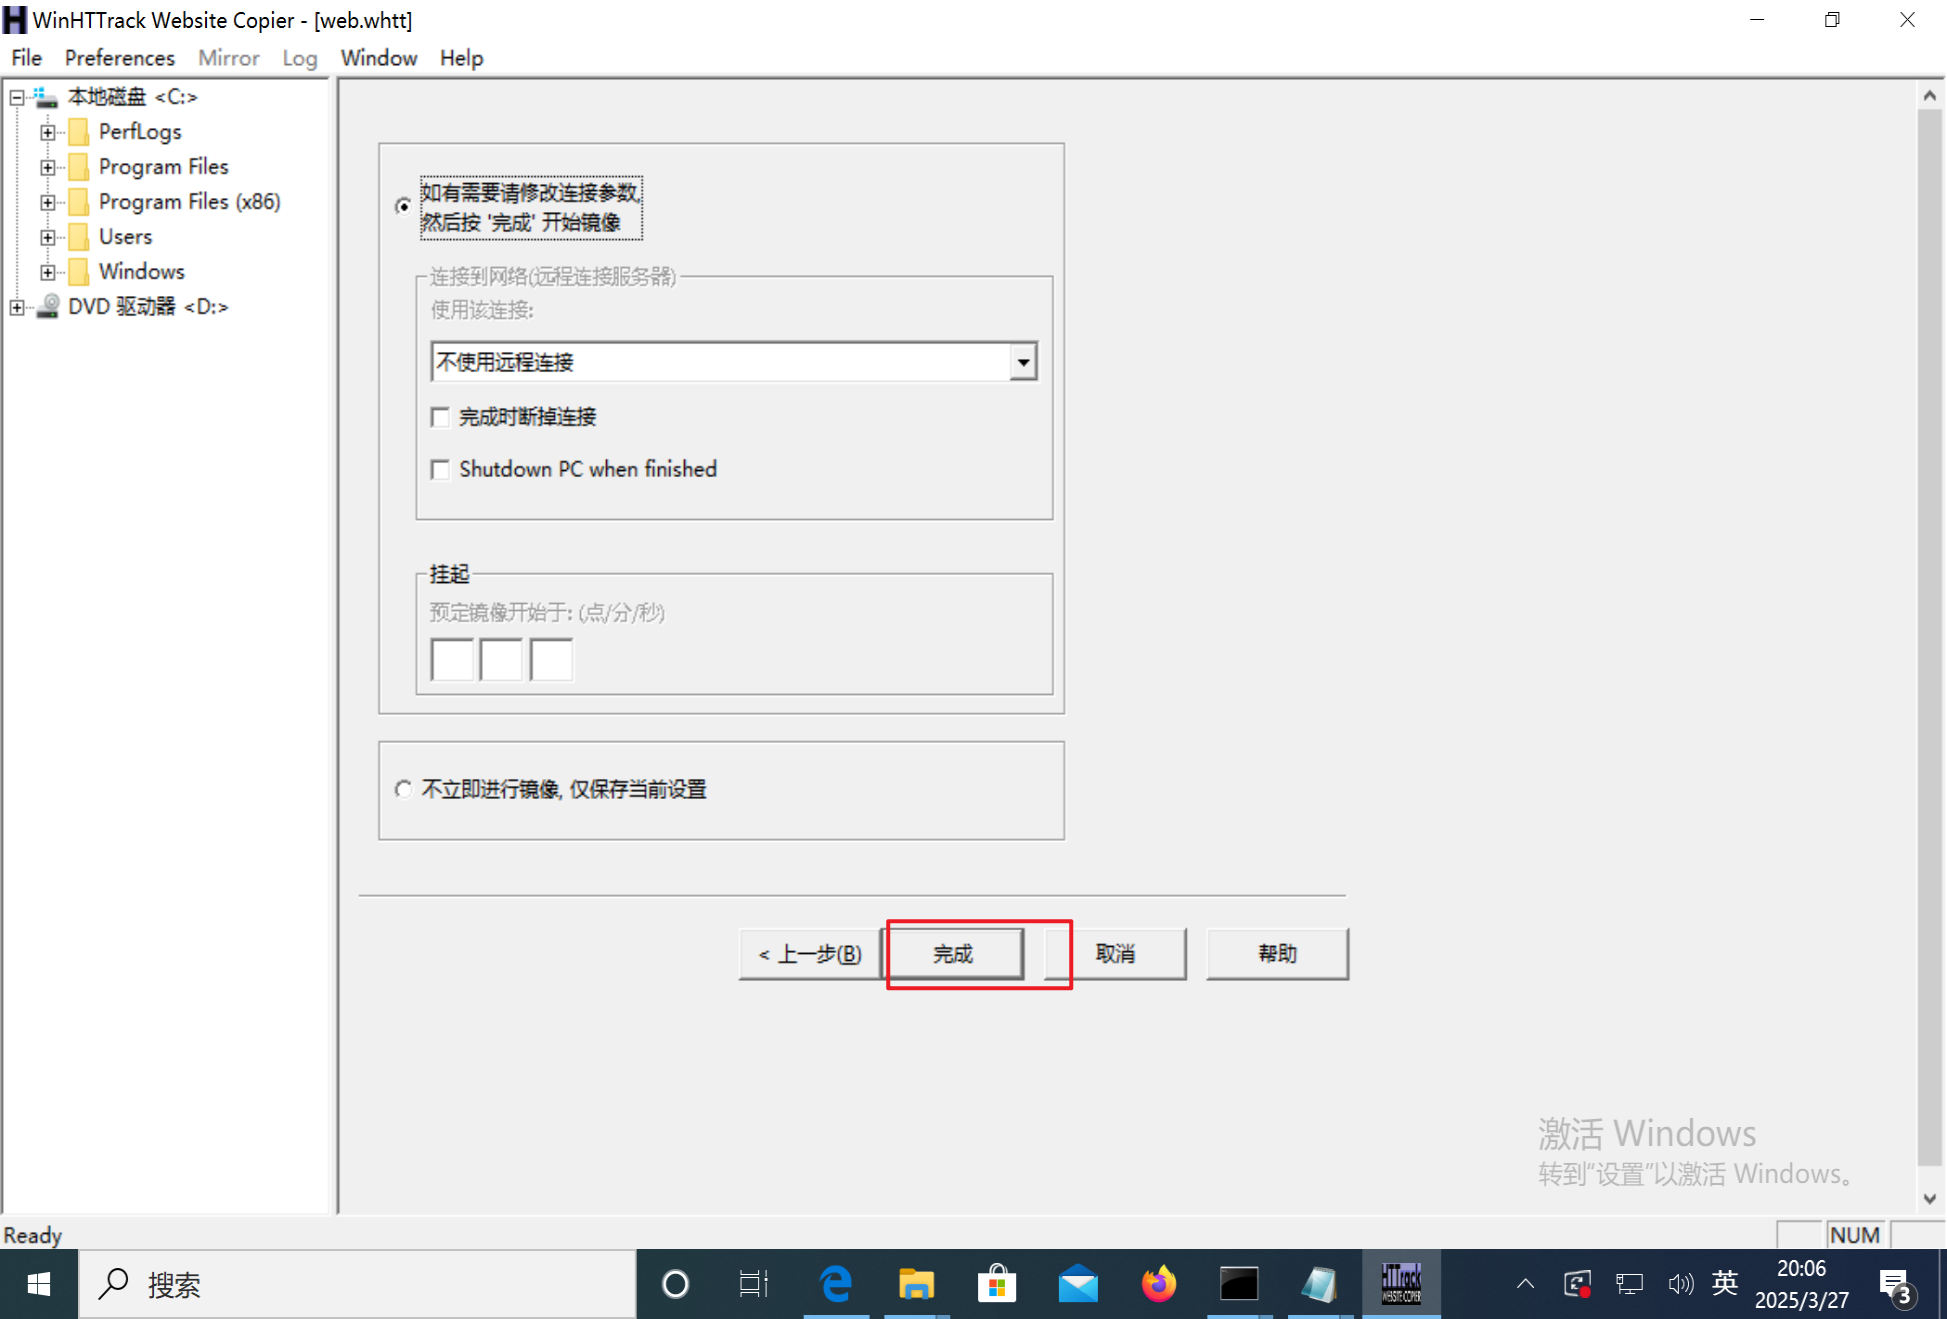 WinHTTrack Website Copier - [web.whtt]
File Preferences Mirror Log Window Help
本地磁盘 <C:>
PerfLogs
Program Files
Program Files (x86)
Users
Windows
DVD 驱动器 <D:>
如有需要请修改连接参数,
然后按 '完成' 开始镜像
连接到网络(远程连接服务器)
使用该连接:
不使用远程连接
完成时断掉连接
Shutdown PC when finished
挂起
预定镜像开始于: (点/分/秒)
不立即进行镜像, 仅保存当前设置
< 上一步(B) 完成 取消 帮助
激活 Windows
转到“设置”以激活 Windows。
Ready
NUM
搜索
HTTrack
WEBSITE COPIER
英
20:06
2025/3/27
3